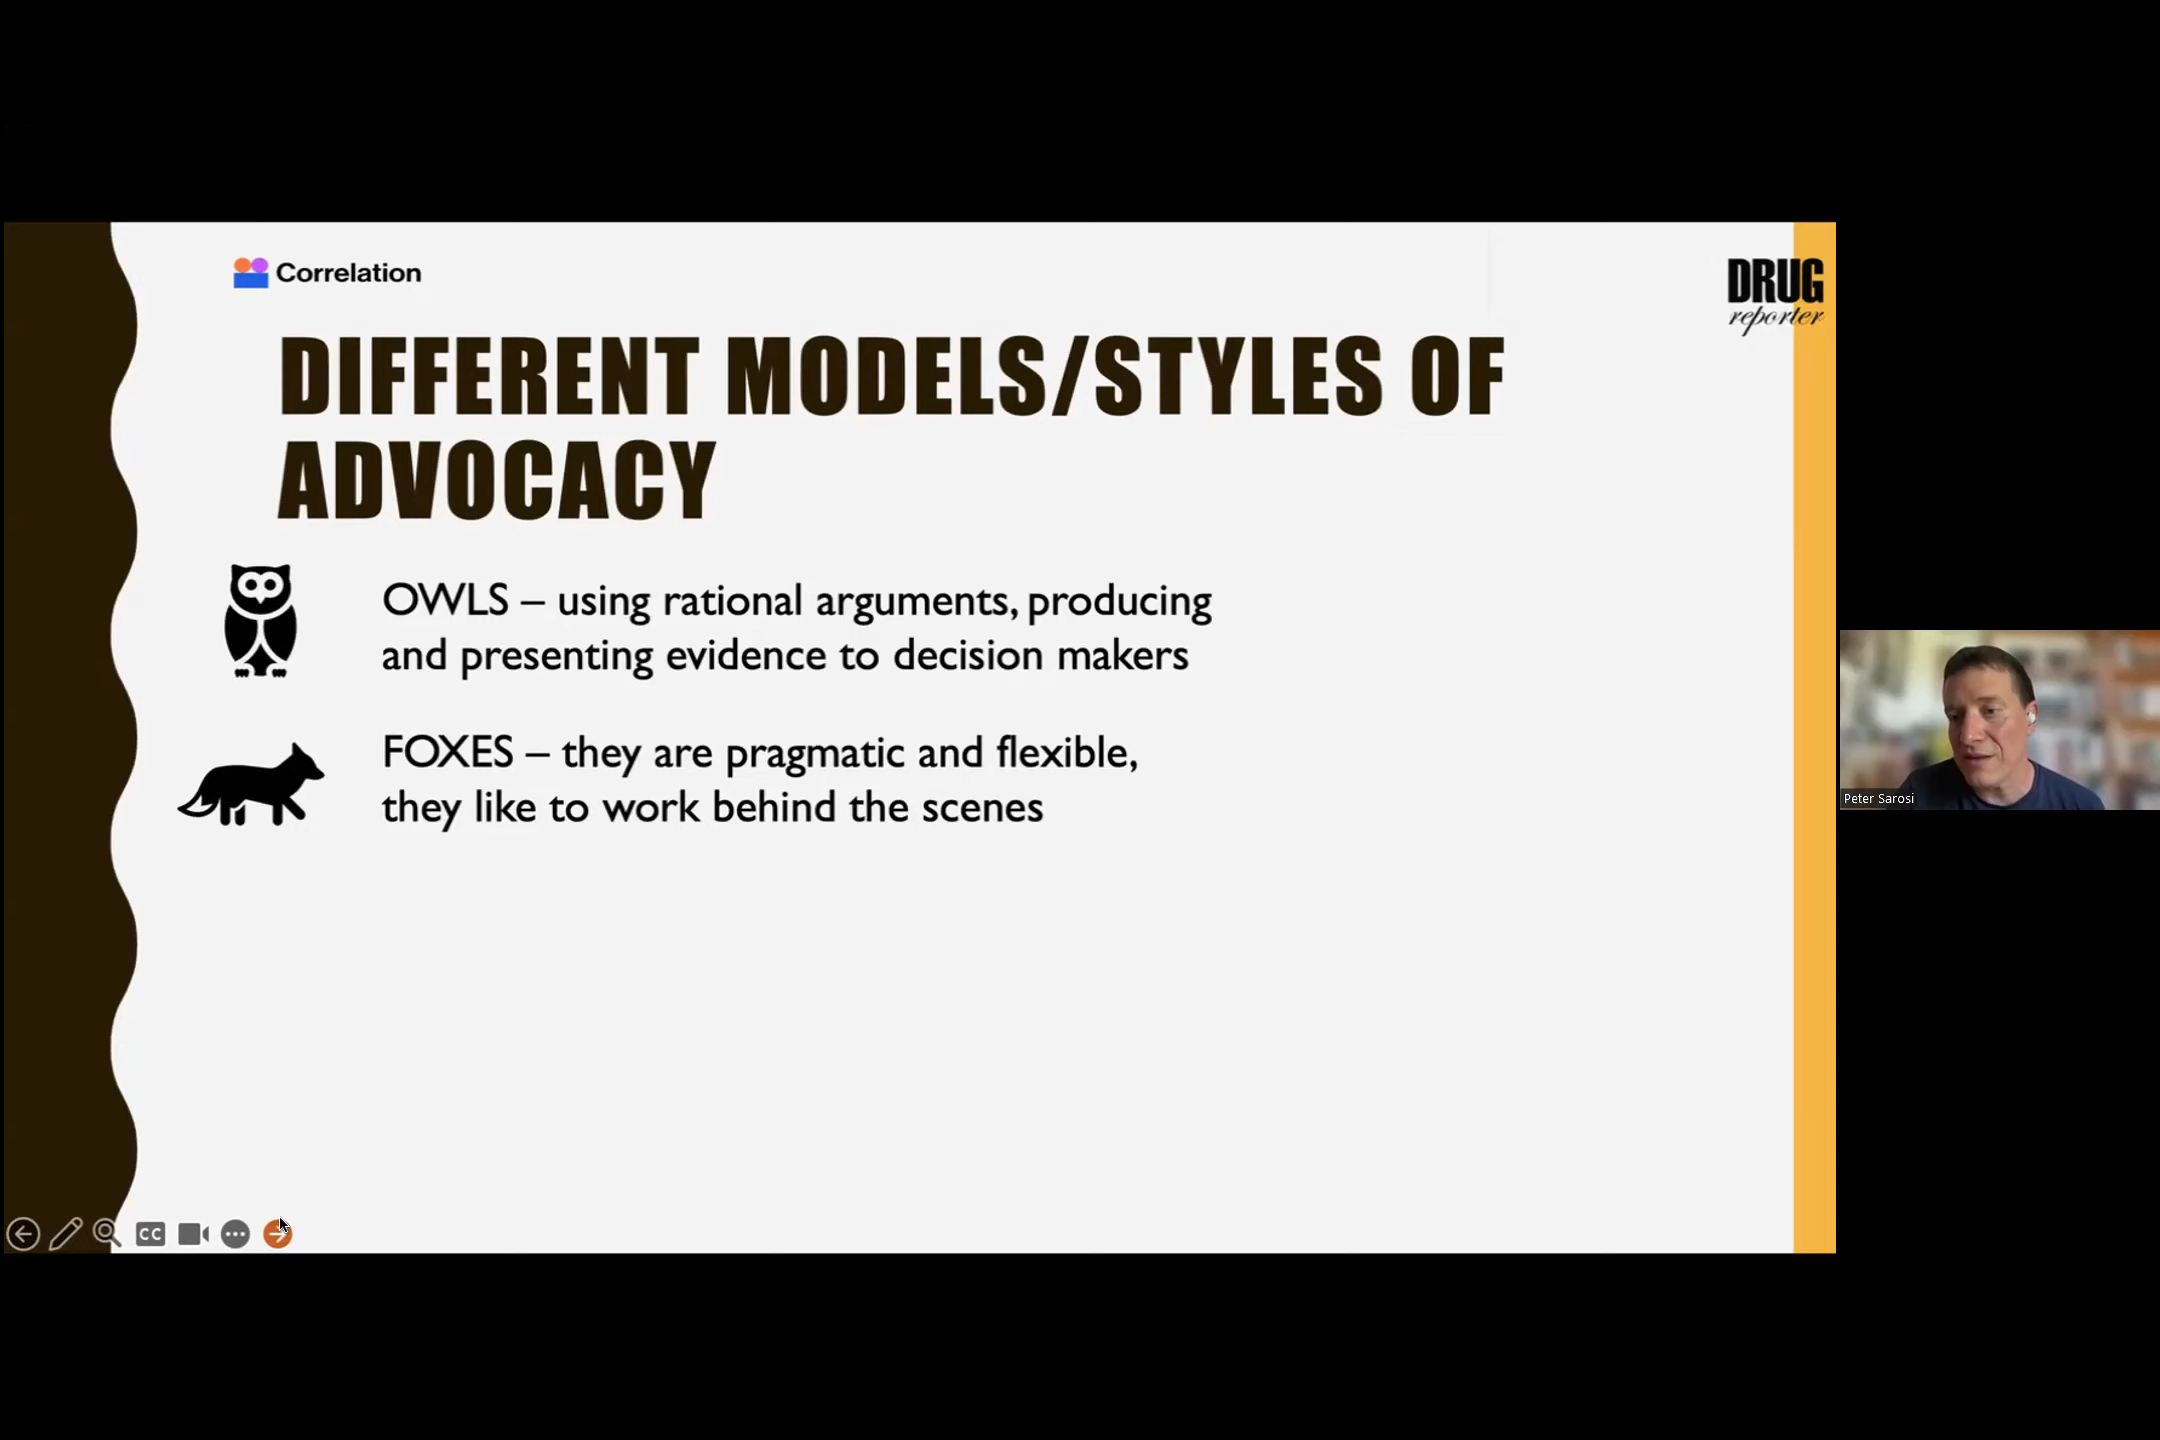 Correlation
DRUG
reporter
DIFFERENT MODELS/STYLES OF
ADVOCACY
OWLS – using rational arguments, producing
and presenting evidence to decision makers
FOXES – they are pragmatic and flexible,
they like to work behind the scenes
Peter Sarosi
CC